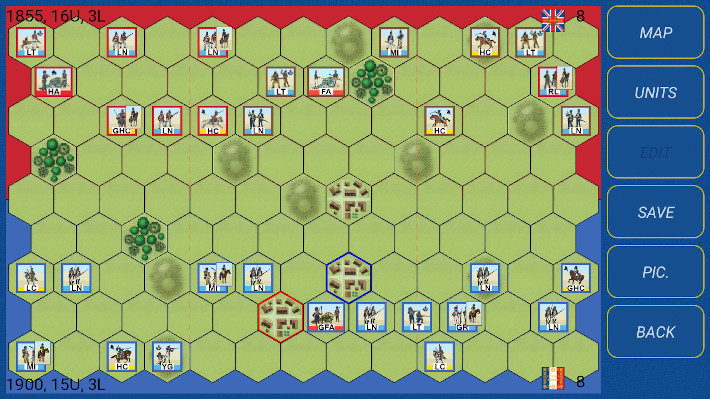 1855, 16U, 3L 8
LT LN LN MI HC LT
HA LT FA RL
GHC LN HC LN HC LN
LC LN MI LN LN GHC
GFA LN LT GR LN
MI HC YG LC
1900, 15U, 3L 8
MAP
UNITS
EDIT
SAVE
PIC.
BACK